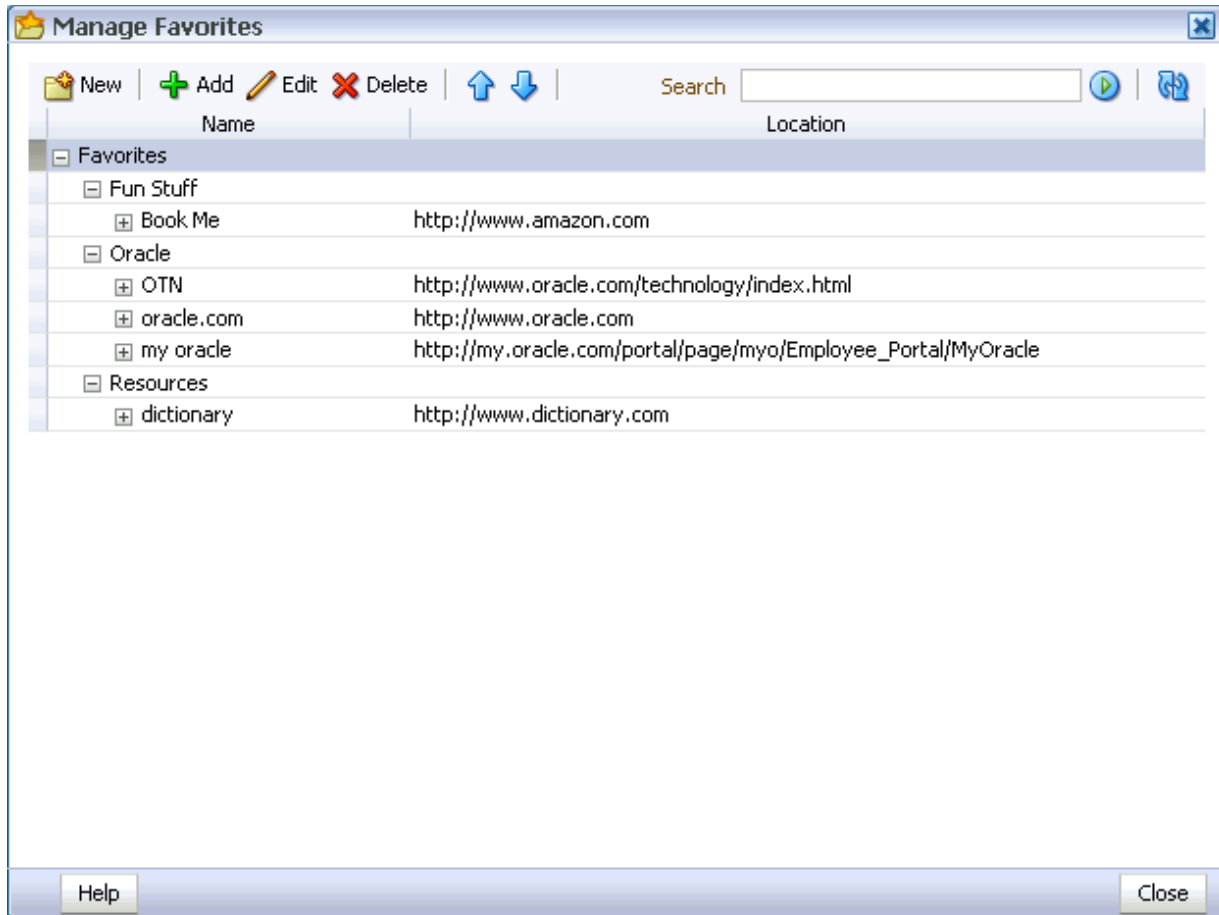 Manage Favorites
New Add Edit Delete Search
Name Location
Favorites
Fun Stuff
Book Me http://www.amazon.com
Oracle
OTN http://www.oracle.com/technology/index.html
oracle.com http://www.oracle.com
my oracle http://my.oracle.com/portal/page/myo/Employee_Portal/MyOracle
Resources
dictionary http://www.dictionary.com
Help Close